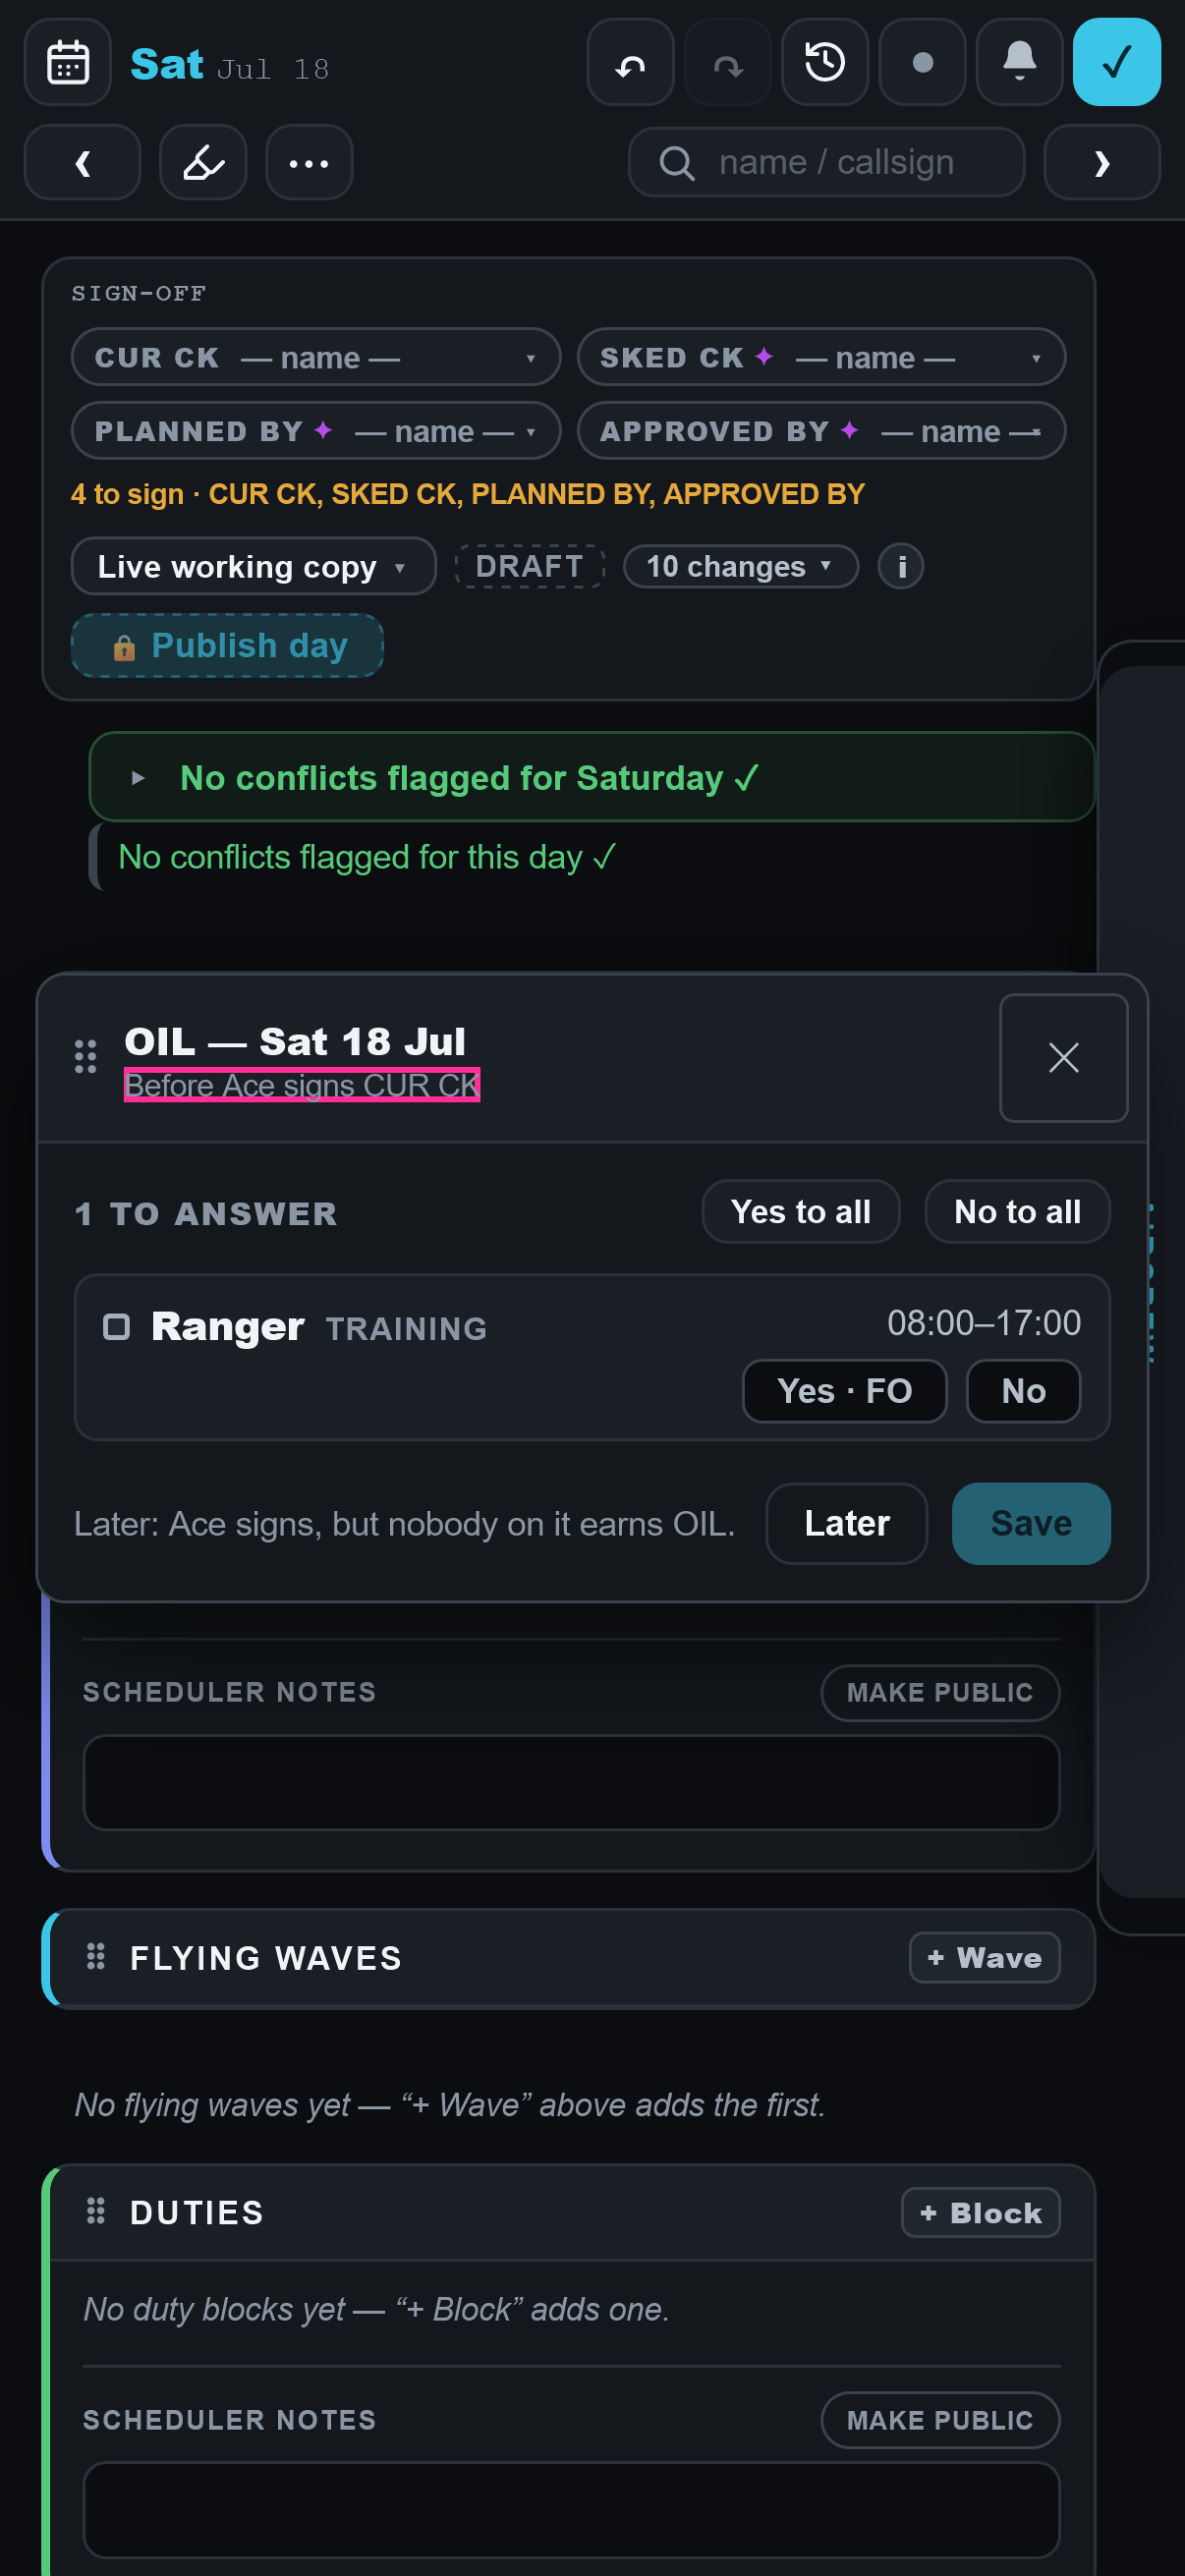 Sat Jul 18
name / callsign
SIGN-OFF
CUR CK — name —
SKED CK ✦ — name —
PLANNED BY ✦ — name —
APPROVED BY ✦ — name —
4 to sign · CUR CK, SKED CK, PLANNED BY, APPROVED BY
Live working copy
DRAFT
10 changes
i
Publish day
No conflicts flagged for Saturday ✓
No conflicts flagged for this day ✓
OIL — Sat 18 Jul
Before Ace signs CUR CK
1 TO ANSWER
Yes to all
No to all
Ranger TRAINING
08:00–17:00
Yes · FO
No
Later: Ace signs, but nobody on it earns OIL.
Later
Save
SCHEDULER NOTES
MAKE PUBLIC
FLYING WAVES
+ Wave
No flying waves yet — “+ Wave” above adds the first.
DUTIES
+ Block
No duty blocks yet — “+ Block” adds one.
SCHEDULER NOTES
MAKE PUBLIC